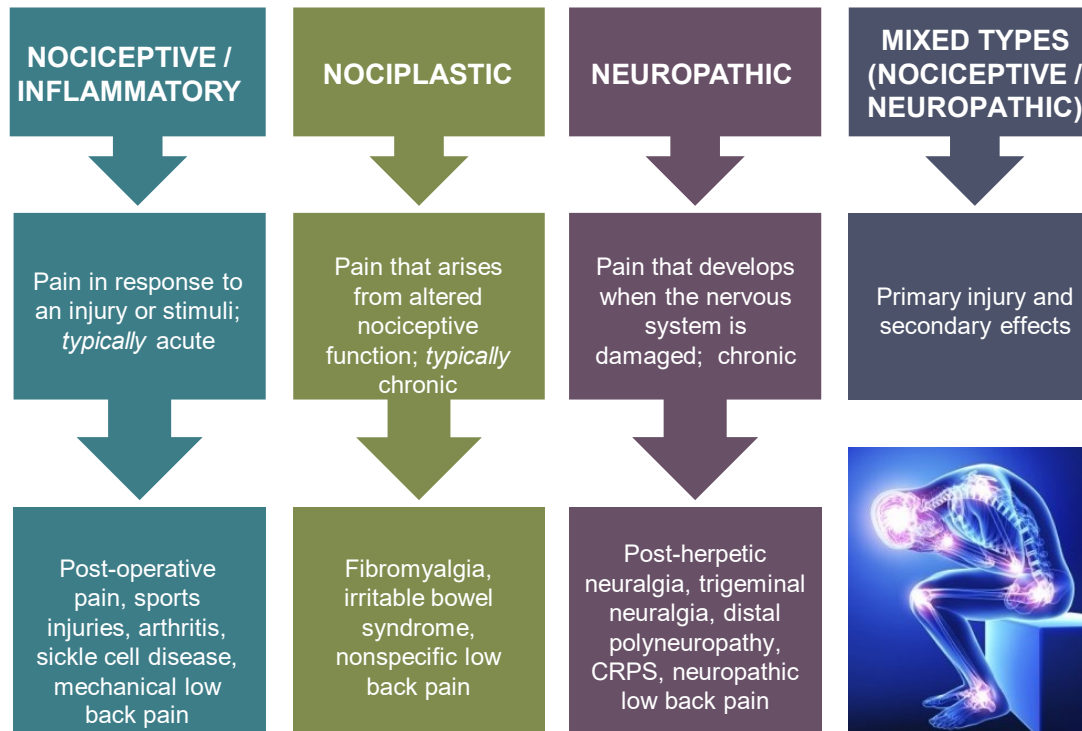 NOCICEPTIVE /
INFLAMMATORY
Pain in response to
an injury or stimuli;
typically acute
Post-operative
pain, sports
injuries, arthritis,
sickle cell disease,
mechanical low
back pain
NOCIPLASTIC
Pain that arises
from altered
nociceptive
function; typically
chronic
Fibromyalgia,
irritable bowel
syndrome,
nonspecific low
back pain
NEUROPATHIC
Pain that develops
when the nervous
system is
damaged;  chronic
Post-herpetic
neuralgia, trigeminal
neuralgia, distal
polyneuropathy,
CRPS, neuropathic
low back pain
MIXED TYPES
(NOCICEPTIVE /
NEUROPATHIC)
Primary injury and
secondary effects